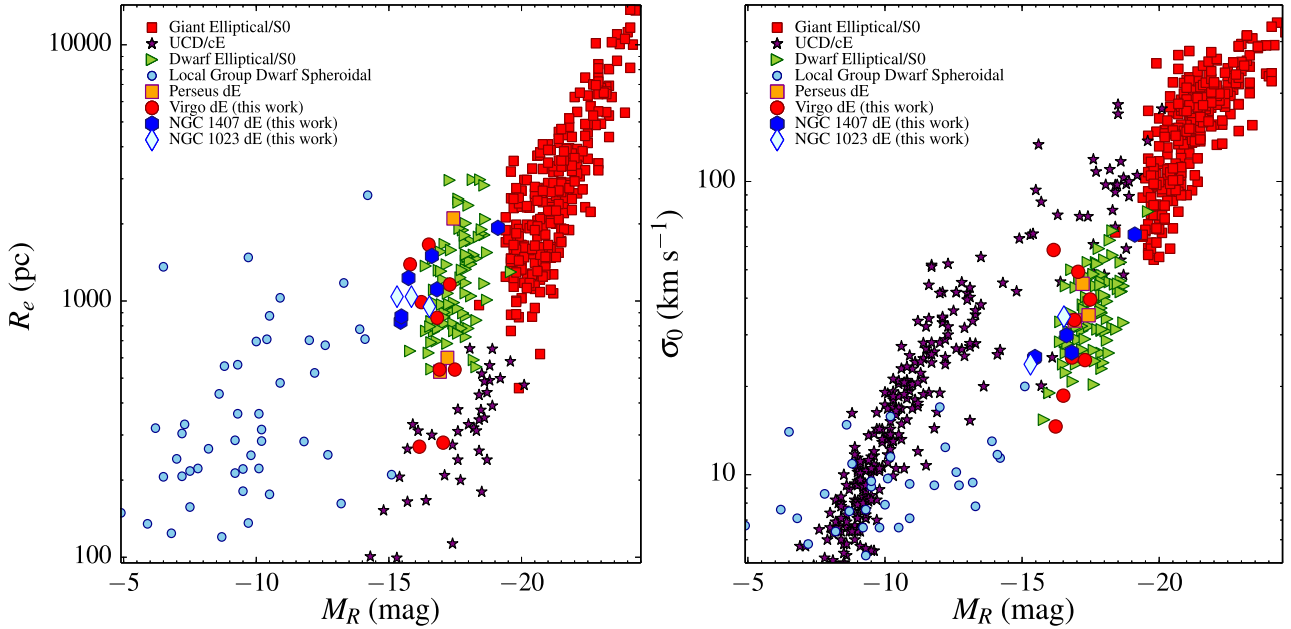 10000
1000
100
R_e (pc)
Giant Elliptical/S0
UCD/cE
Dwarf Elliptical/S0
Local Group Dwarf Spheroidal
Perseus dE
Virgo dE (this work)
NGC 1407 dE (this work)
NGC 1023 dE (this work)
−5 −10 −15 −20
M_R (mag)
100
10
σ_0 (km s^−1)
Giant Elliptical/S0
UCD/cE
Dwarf Elliptical/S0
Local Group Dwarf Spheroidal
Perseus dE
Virgo dE (this work)
NGC 1407 dE (this work)
NGC 1023 dE (this work)
−5 −10 −15 −20
M_R (mag)